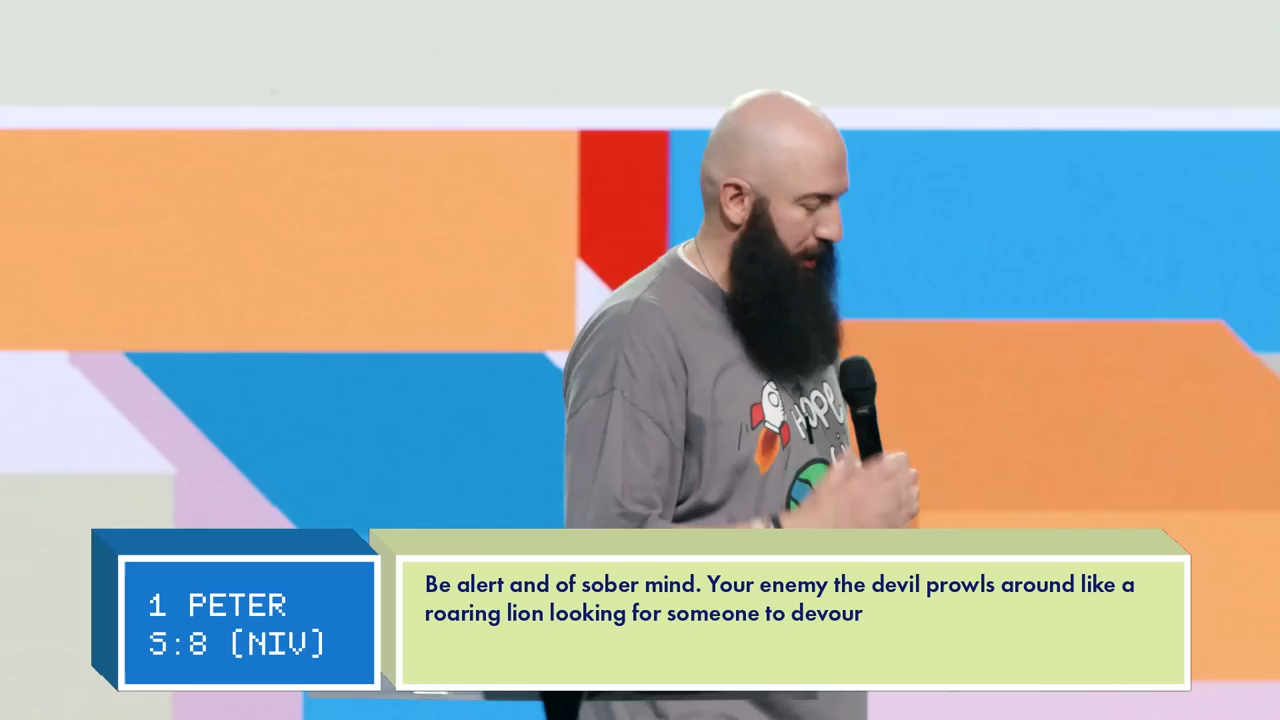 Hope
1 PETER
5:8 (NIV)
Be alert and of sober mind. Your enemy the devil prowls around like a
roaring lion looking for someone to devour